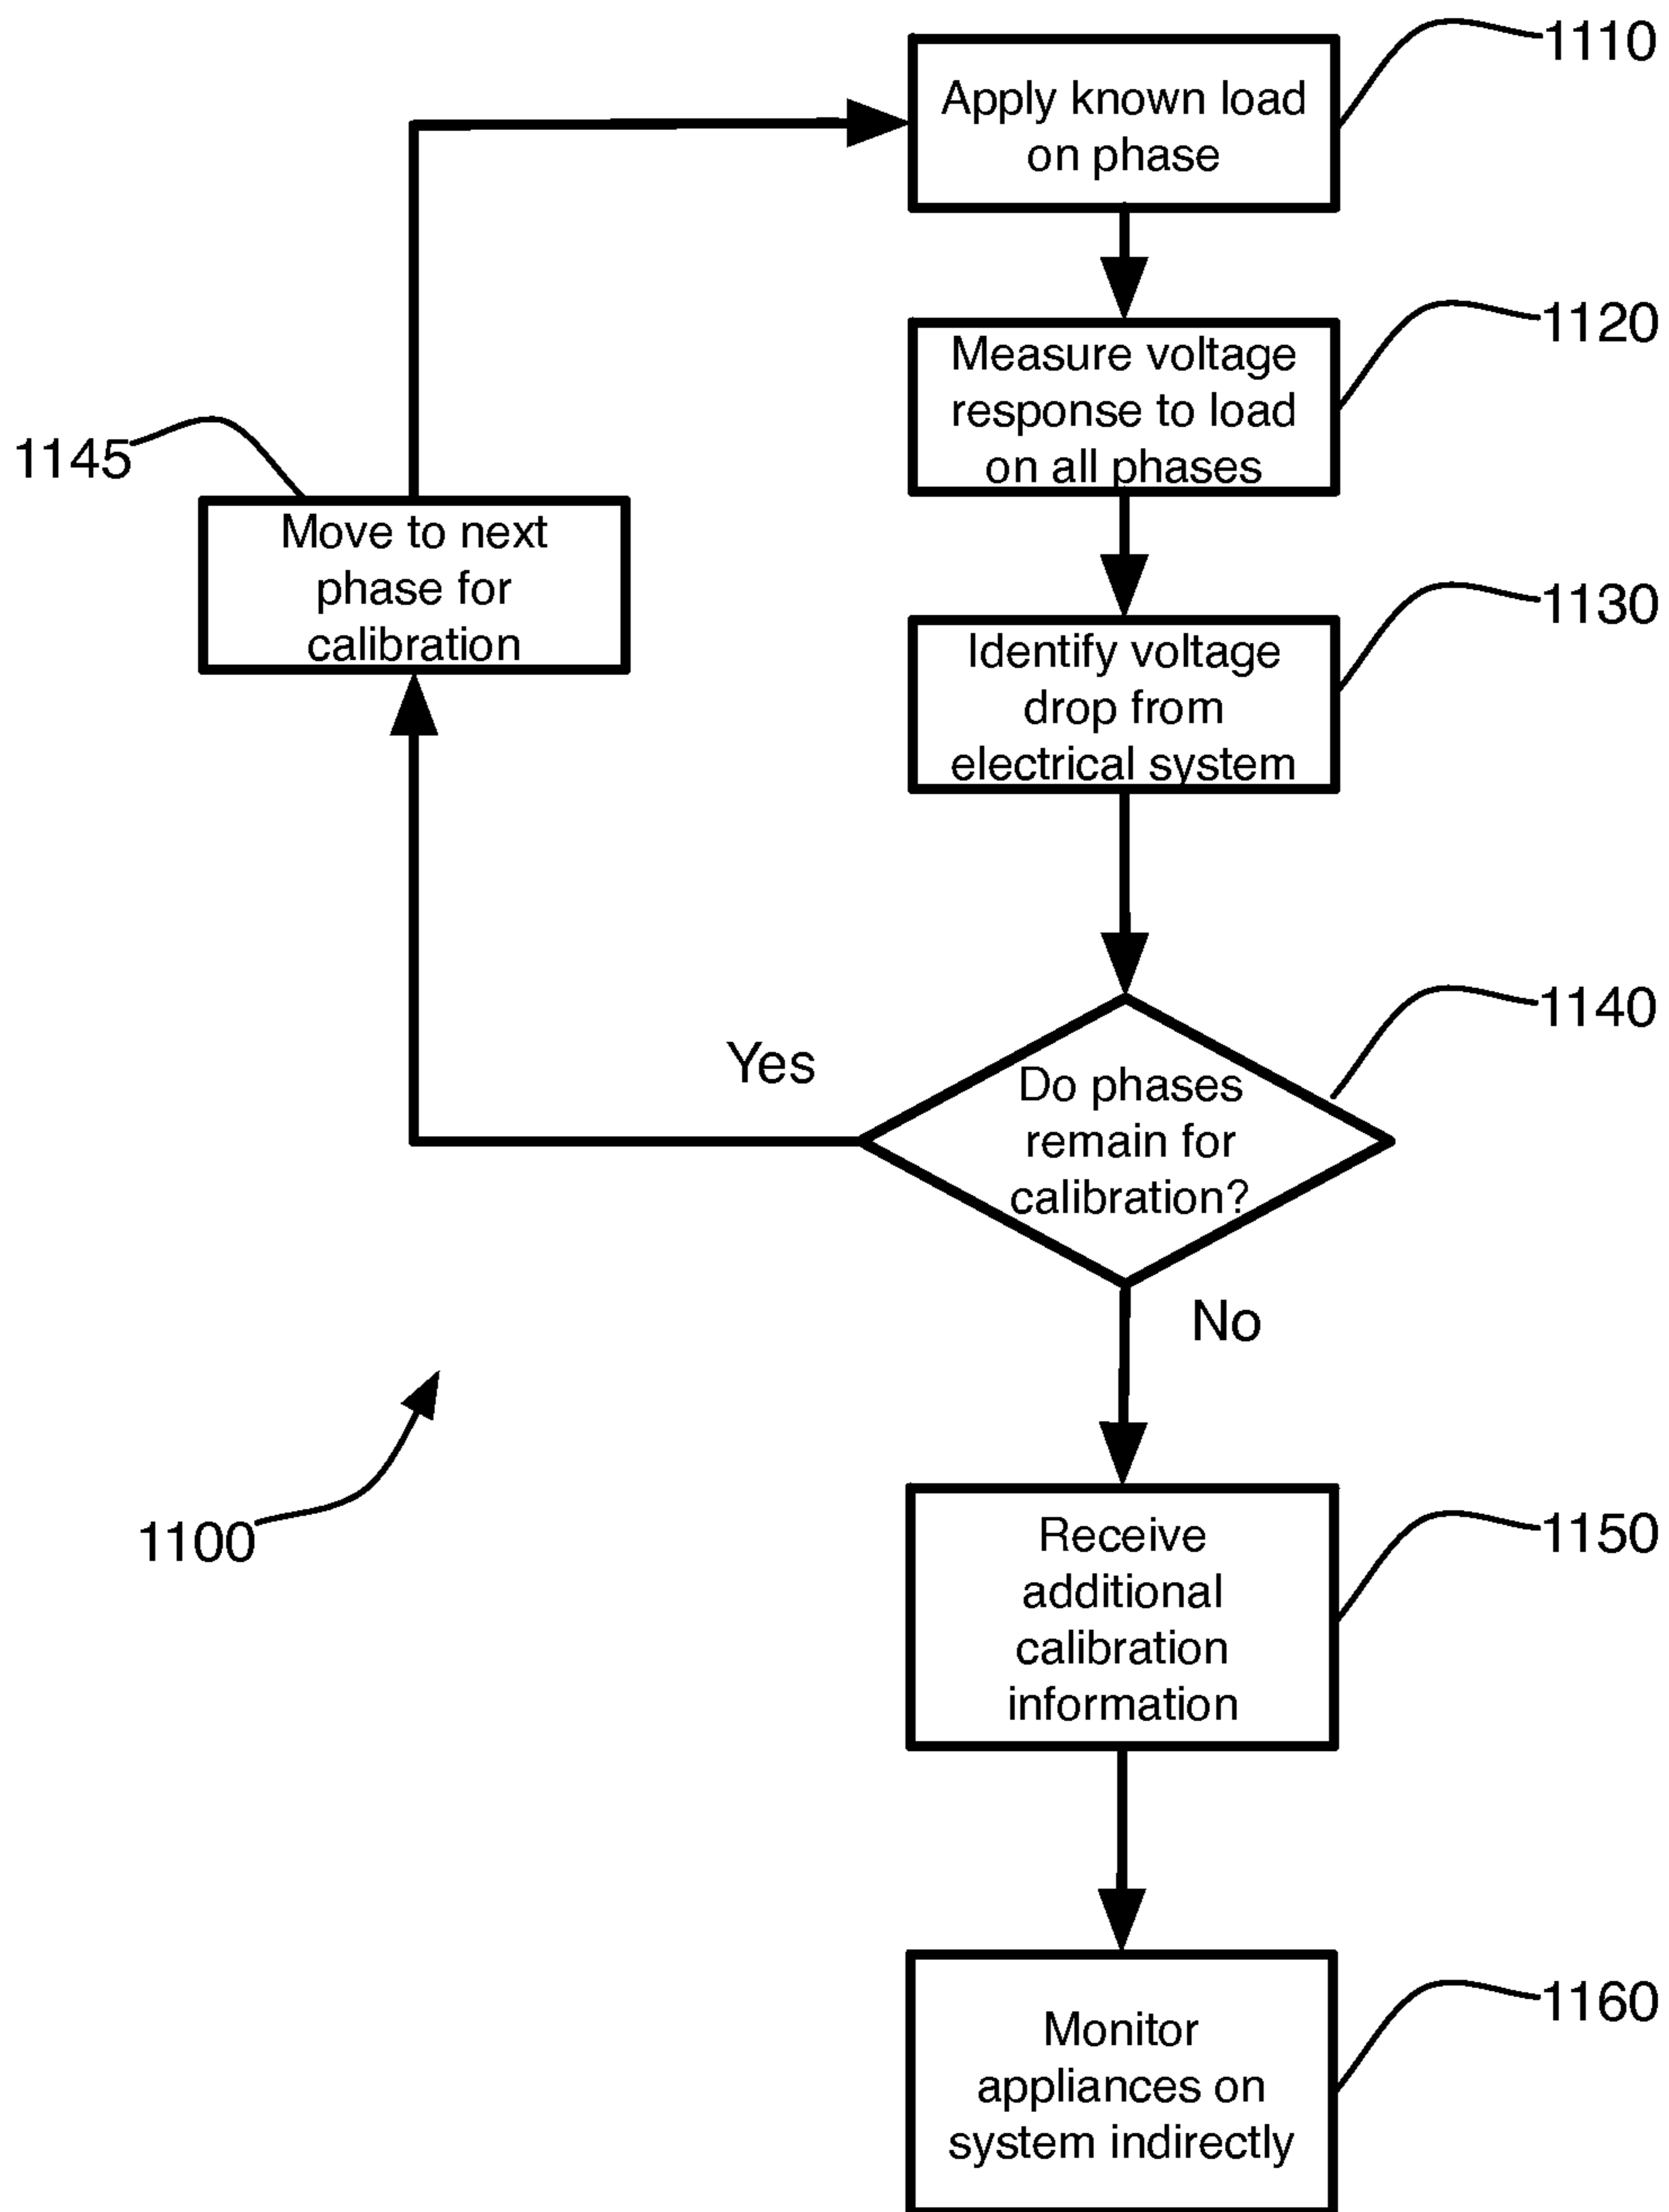 1110
Apply known load
on phase
1120
Measure voltage
response to load
on all phases
1145
Move to next
phase for
calibration
1130
Identify voltage
drop from
electrical system
1140
Yes
Do phases
remain for
calibration?
No
1100
1150
Receive
additional
calibration
information
1160
Monitor
appliances on
system indirectly